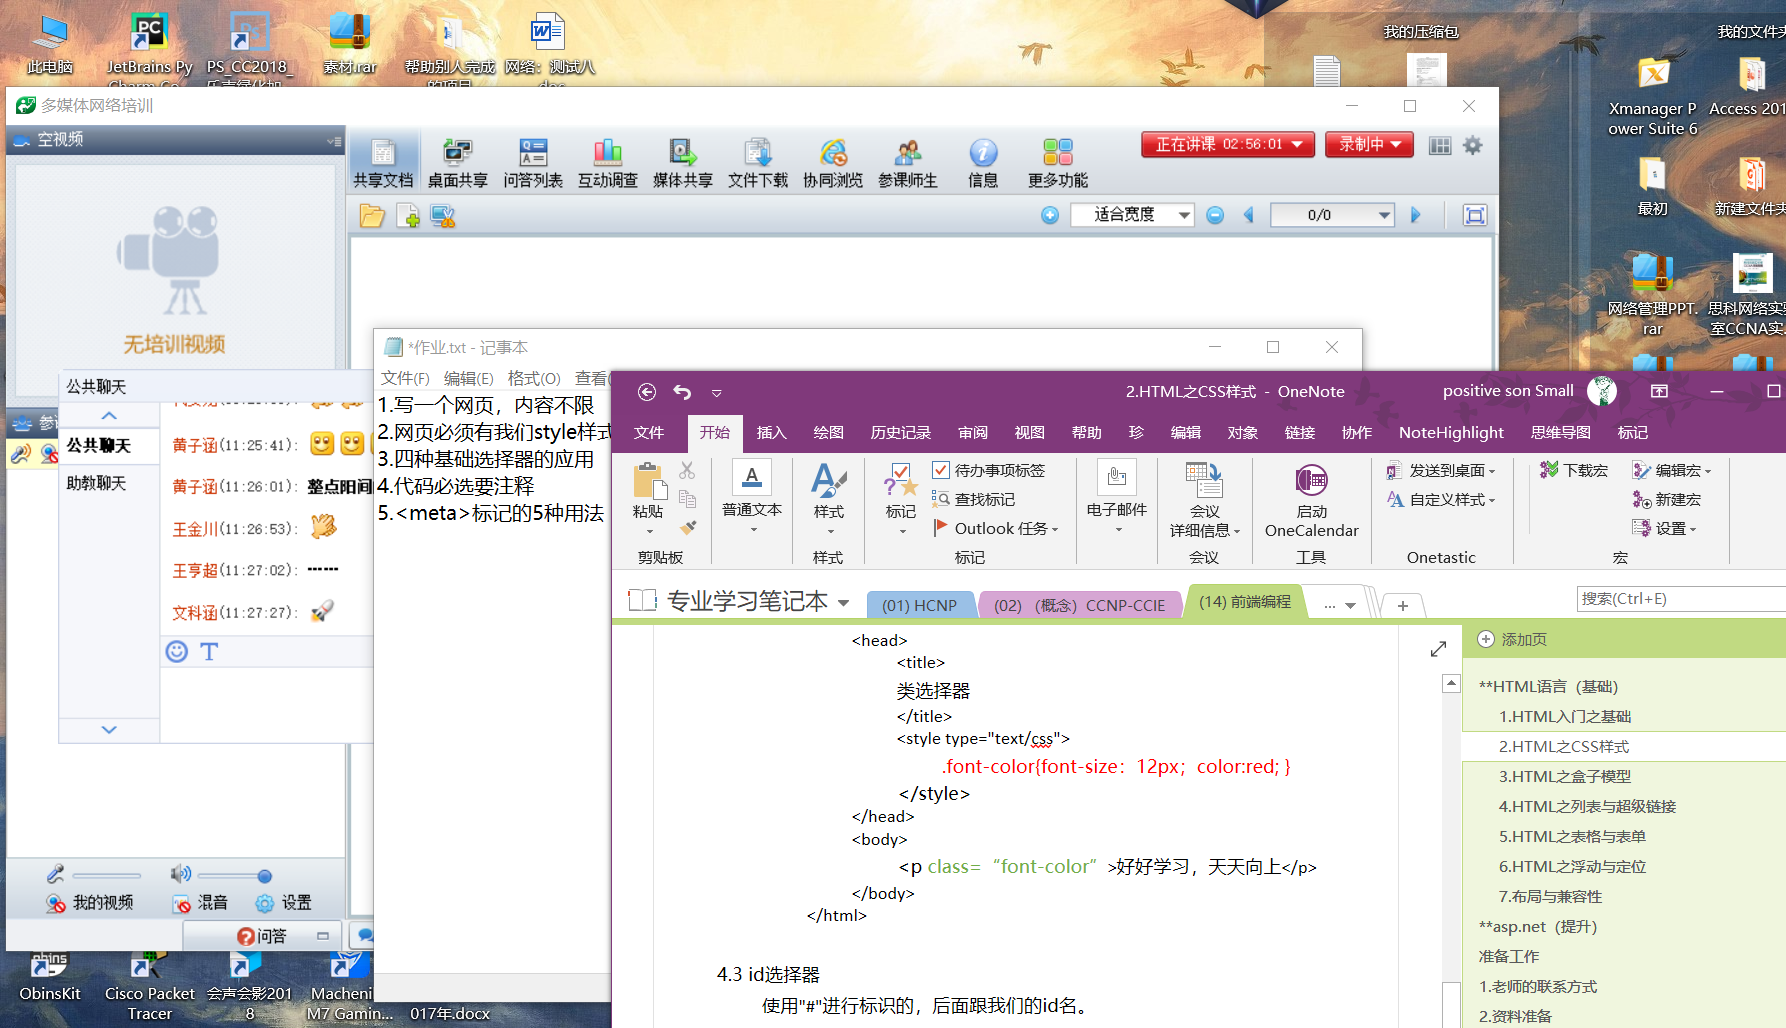 此电脑
JetBrains Py
PS_CC2018_
素材.rar
帮助别人完成
的项目
网络：测试八
.doc
我的压缩包
我的文件夹
Xmanager P
ower Suite 6
Access 201
最初
新建文件夹
网络管理PPT.
rar
思科网络实验
室CCNA实...
多媒体网络培训
空视频
无培训视频
共享文档
桌面共享
问答列表
互动调查
媒体共享
文件下载
协同浏览
参课师生
信息
更多功能
正在讲课 02:56:01
录制中
适合宽度
0/0
公共聊天
公共聊天
助教聊天
黄子涵(11:25:41):
黄子涵(11:26:01): 整点阳间
王金川(11:26:53):
王亨超(11:27:02): ······
文科涵(11:27:27):
我的视频
混音
设置
问答
*作业.txt - 记事本
文件(F) 编辑(E) 格式(O) 查看(
1.写一个网页，内容不限
2.网页必须有我们style样式
3.四种基础选择器的应用
4.代码必选要注释
5.<meta>标记的5种用法
2.HTML之CSS样式 - OneNote
positive son Small
文件 开始 插入 绘图 历史记录 审阅 视图 帮助 珍 编辑 对象 链接 协作 NoteHighlight 思维导图 标记
粘贴
剪贴板
普通文本
样式
样式
标记
待办事项标签
查找标记
Outlook 任务
标记
电子邮件
会议
详细信息
会议
启动
OneCalendar
工具
发送到桌面
自定义样式
Onetastic
下载宏
编辑宏
新建宏
设置
宏
专业学习笔记本
(01) HCNP
(02) （概念）CCNP-CCIE
(14) 前端编程
...
搜索(Ctrl+E)
<head>
<title>
类选择器
</title>
<style type="text/css">
.font-color{font-size：12px；color:red; }
</style>
</head>
<body>
<p class=“font-color”>好好学习，天天向上</p>
</body>
</html>
4.3 id选择器
使用"#"进行标识的，后面跟我们的id名。
添加页
**HTML语言（基础)
1.HTML入门之基础
2.HTML之CSS样式
3.HTML之盒子模型
4.HTML之列表与超级链接
5.HTML之表格与表单
6.HTML之浮动与定位
7.布局与兼容性
**asp.net（提升)
准备工作
1.老师的联系方式
2.资料准备
ObinsKit
Cisco Packet
Tracer
会声会影201
8
Macheni
M7 Gamin...
017年.docx